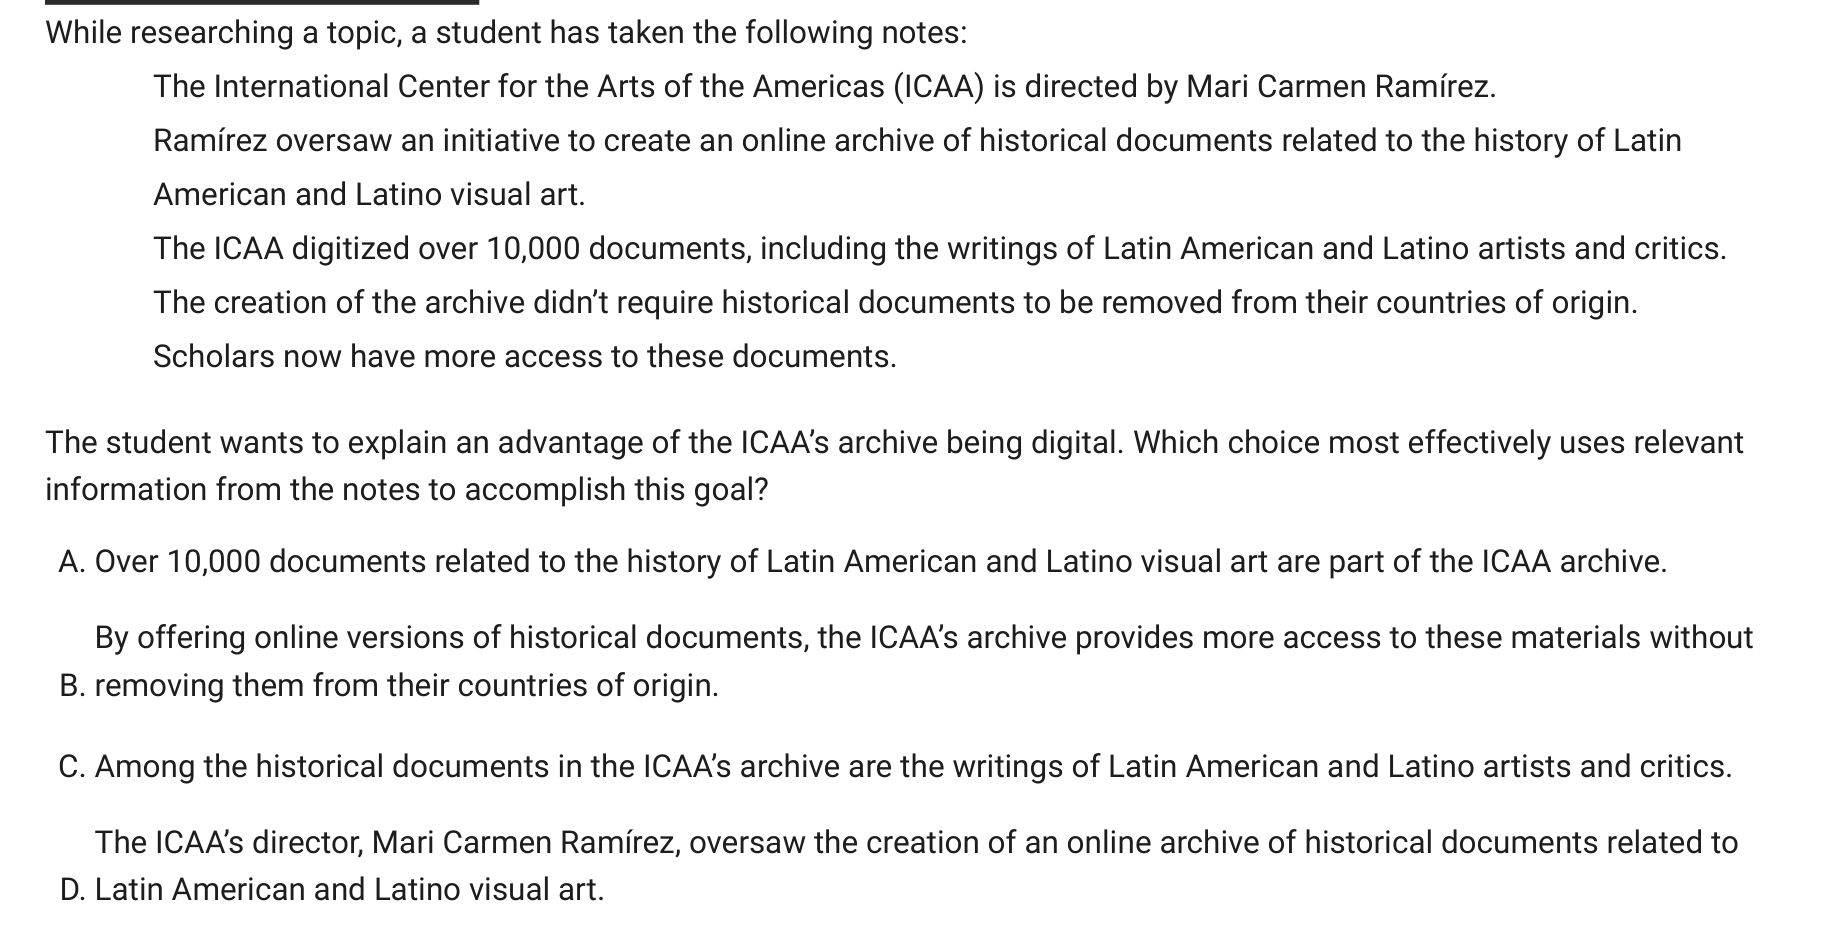 While researching a topic, a student has taken the following notes:
The International Center for the Arts of the Americas (ICAA) is directed by Mari Carmen Ramírez.
Ramírez oversaw an initiative to create an online archive of historical documents related to the history of Latin
American and Latino visual art.
The ICAA digitized over 10,000 documents, including the writings of Latin American and Latino artists and critics.
The creation of the archive didn’t require historical documents to be removed from their countries of origin.
Scholars now have more access to these documents.
The student wants to explain an advantage of the ICAA’s archive being digital. Which choice most effectively uses relevant
information from the notes to accomplish this goal?
A. Over 10,000 documents related to the history of Latin American and Latino visual art are part of the ICAA archive.
By offering online versions of historical documents, the ICAA’s archive provides more access to these materials without
B. removing them from their countries of origin.
C. Among the historical documents in the ICAA’s archive are the writings of Latin American and Latino artists and critics.
The ICAA’s director, Mari Carmen Ramírez, oversaw the creation of an online archive of historical documents related to
D. Latin American and Latino visual art.